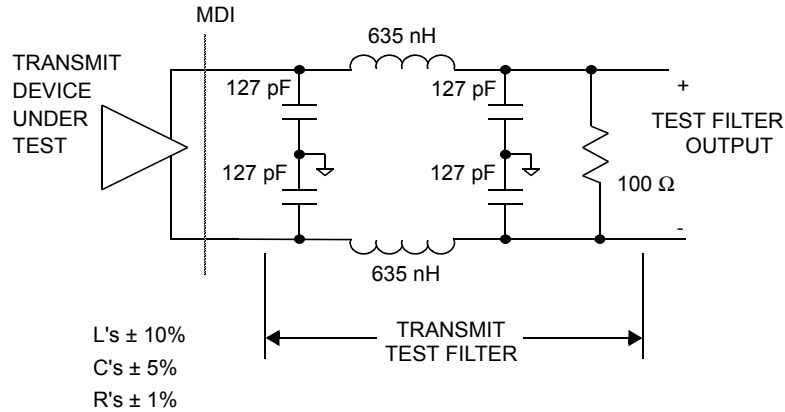 MDI
635 nH
TRANSMIT
DEVICE
UNDER
TEST
127 pF
127 pF
+
TEST FILTER
OUTPUT
127 pF
127 pF
100 Ω
-
635 nH
L's ± 10%
C's ± 5%
R's ± 1%
TRANSMIT
TEST FILTER